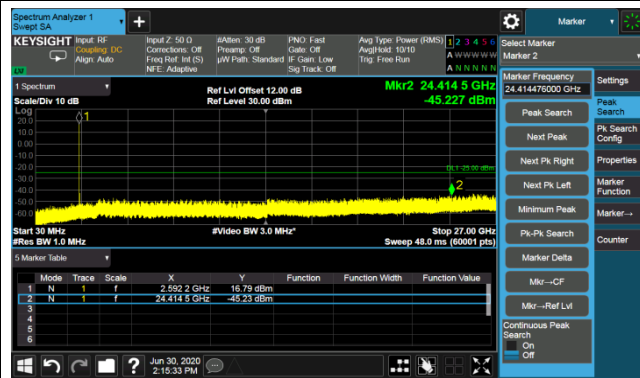 Spectrum Analyzer 1
Swept SA
Marker
KEYSIGHT
Input: RF
Coupling: DC
Align: Auto
Input Z: 50 Ω
Corrections: Off
Freq Ref: Int (S)
NFE: Adaptive
#Atten: 30 dB
Preamp: Off
µW Path: Standard
PNO: Fast
Gate: Off
IF Gain: Low
Sig Track: Off
Avg Type: Power (RMS)
Avg|Hold: 10/10
Trig: Free Run
1 2 3 4 5 6
A W W W W W
A N N N N N
Select Marker
Marker 2
1 Spectrum
Scale/Div 10 dB
Ref Lvl Offset 12.00 dB
Ref Level 30.00 dBm
Mkr2 24.414 5 GHz
-45.227 dBm
Log
20.0
10.0
0.00
-10.0
-20.0
-30.0
-40.0
-50.0
-60.0
1
DL1 -25.00 dBm
2
Start 30 MHz
#Res BW 1.0 MHz
#Video BW 3.0 MHz*
Stop 27.00 GHz
Sweep 48.0 ms (60001 pts)
5 Marker Table
Mode Trace Scale X Y Function Function Width Function Value
1 N 1 f 2.592 2 GHz 16.79 dBm
2 N 1 f 24.414 5 GHz -45.23 dBm
3
4
5
6
Marker Frequency
24.414476000 GHz
Peak Search
Next Peak
Next Pk Right
Next Pk Left
Minimum Peak
Pk-Pk Search
Marker Delta
Mkr→CF
Mkr→Ref Lvl
Continuous Peak
Search
On
Off
Settings
Peak
Search
Pk Search
Config
Properties
Marker
Function
Marker→
Counter
?
Jun 30, 2020
2:15:33 PM